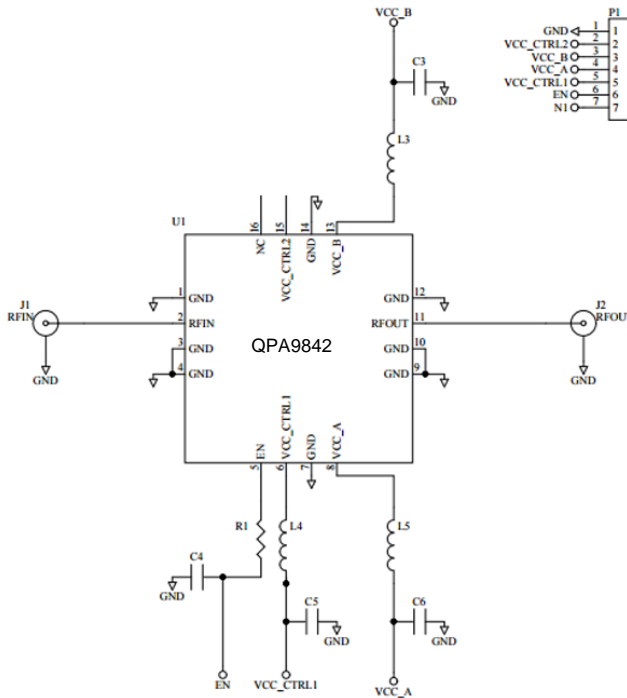 VCC_B
C3
GND
L3
P1
GND 1 1
VCC_CTRL2 2 2
VCC_B 3 3
VCC_A 4 4
VCC_CTRL1 5 5
EN 6 6
N1 7 7
U1
16 15 14 13
NC VCC_CTRL2 GND VCC_B
J1
RFIN
GND
1 GND
2 RFIN
3 GND
4 GND
QPA9842
GND 12
RFOUT 11
GND 10
GND 9
J2
RFOU
GND
EN VCC_CTRL1 GND VCC_A
5 6 7 8
R1
L4
L5
C4
GND
C5
GND
C6
GND
EN
VCC_CTRL1
VCC_A